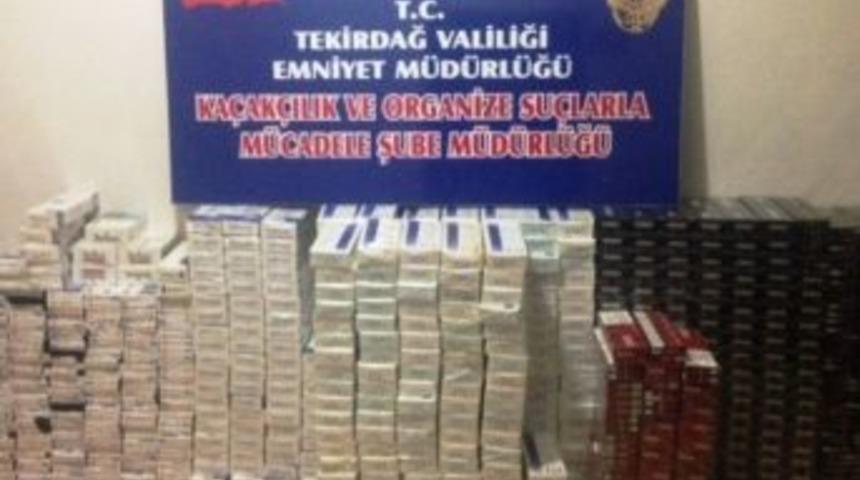 T.C.
TEKİRDAĞ VALİLİĞİ
EMNİYET MÜDÜRLÜĞÜ
KAÇAKÇILIK VE ORGANİZE SUÇLARLA
MÜCADELE ŞUBE MÜDÜRLÜĞÜ